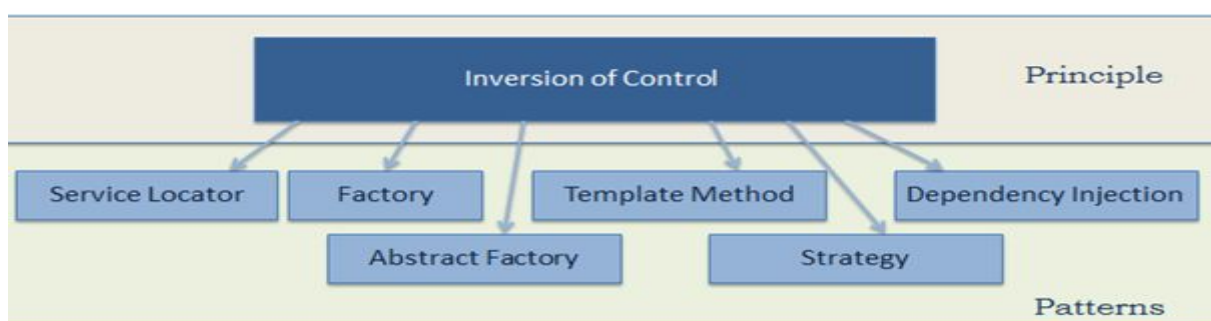 Inversion of Control
Principle
Service Locator
Factory
Template Method
Dependency Injection
Abstract Factory
Strategy
Patterns